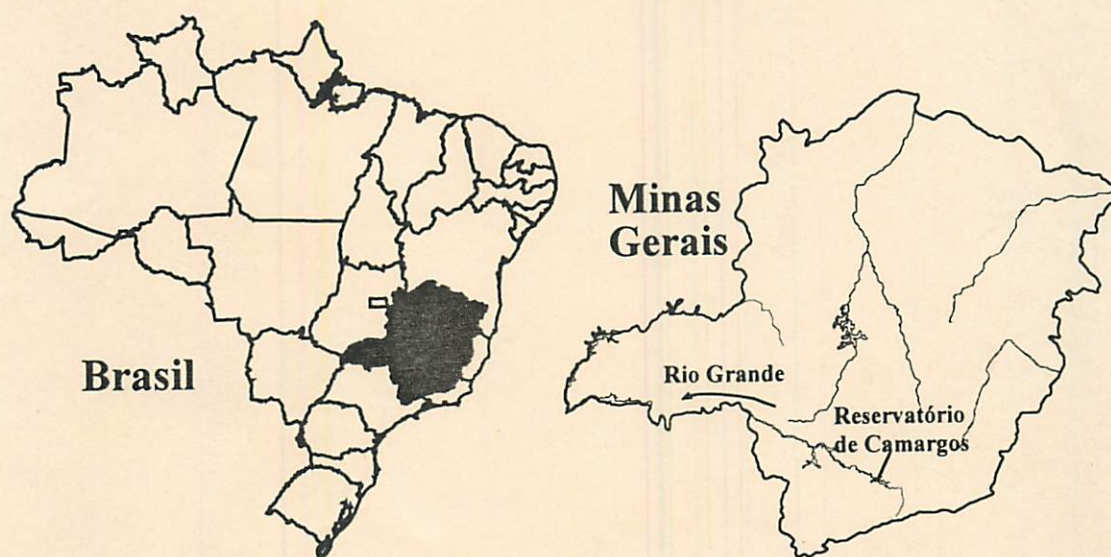 Brasil
Minas
Gerais
Rio Grande
Reservatório
de Camargos